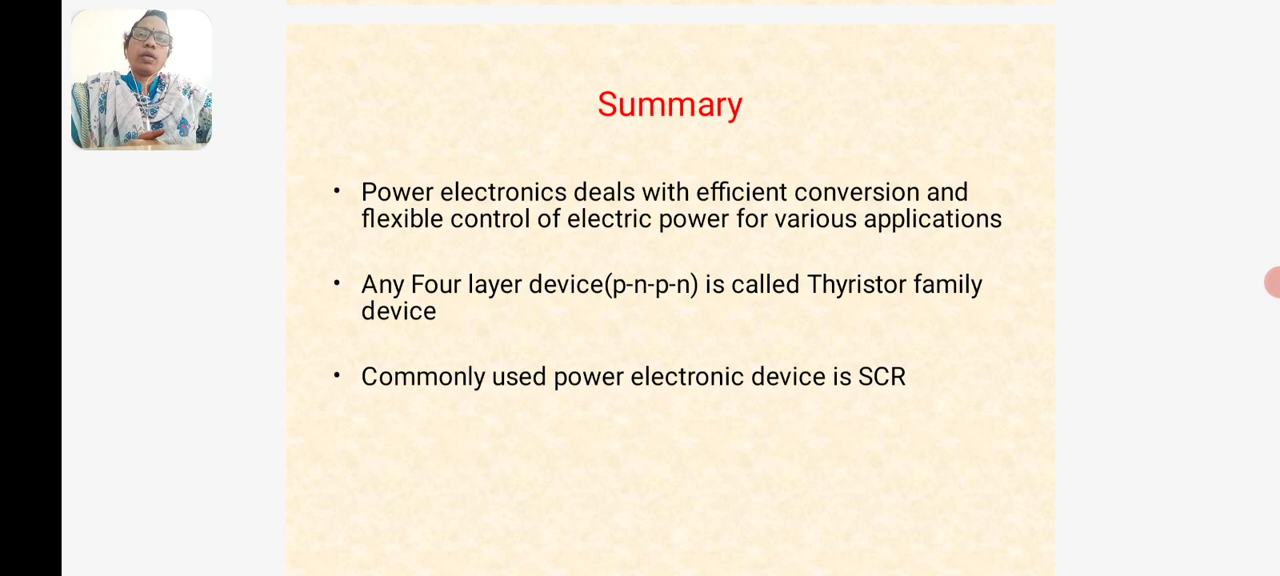 Summary
• Power electronics deals with efficient conversion and
flexible control of electric power for various applications
• Any Four layer device(p-n-p-n) is called Thyristor family
device
• Commonly used power electronic device is SCR